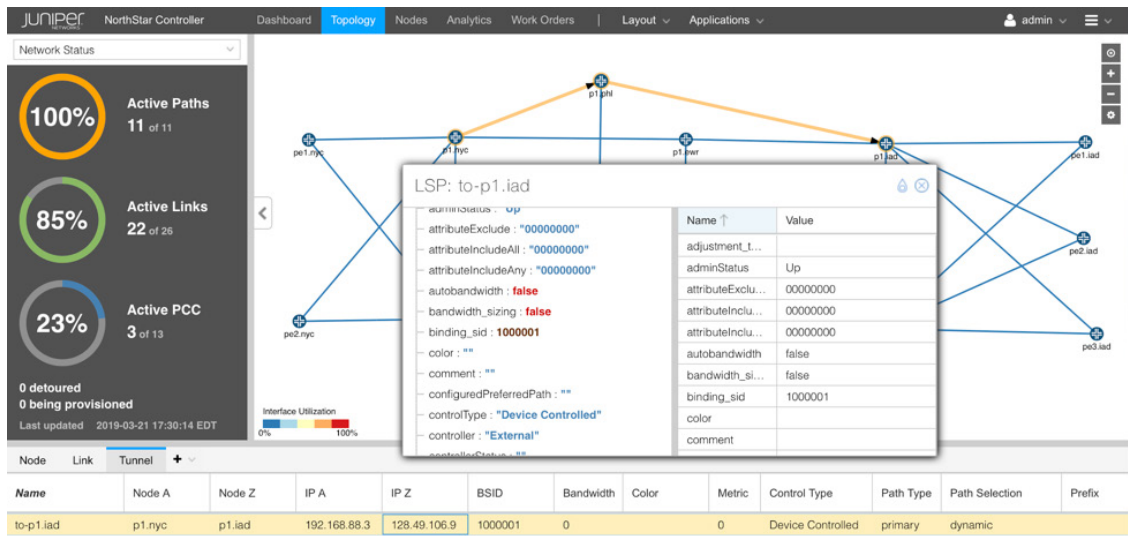 JUNIPER NETWORKS NorthStar Controller Dashboard Topology Nodes Analytics Work Orders | Layout Applications admin
Network Status
100%
Active Paths
11 of 11
85%
Active Links
22 of 26
23%
Active PCC
3 of 13
0 detoured
0 being provisioned
Last updated 2019-03-21 17:30:14 EDT
p1.phl
pe1.nyc
p1.nyc
p1.ewr
p1.iad
pe1.iad
pe2.iad
pe2.nyc
pe3.iad
Interface Utilization
0% 100%
LSP: to-p1.iad
adminStatus : "Up"
attributeExclude : "00000000"
attributeIncludeAll : "00000000"
attributeIncludeAny : "00000000"
autobandwidth : false
bandwidth_sizing : false
binding_sid : 1000001
color : ""
comment : ""
configuredPreferredPath : ""
controlType : "Device Controlled"
controller : "External"
controllerStatus : ""
Name ↑ Value
adjustment_t...
adminStatus Up
attributeExclu... 00000000
attributeInclu... 00000000
attributeInclu... 00000000
autobandwidth false
bandwidth_si... false
binding_sid 1000001
color
comment
Node Link Tunnel +
Name Node A Node Z IP A IP Z BSID Bandwidth Color Metric Control Type Path Type Path Selection Prefix
to-p1.iad p1.nyc p1.iad 192.168.88.3 128.49.106.9 1000001 0 0 Device Controlled primary dynamic